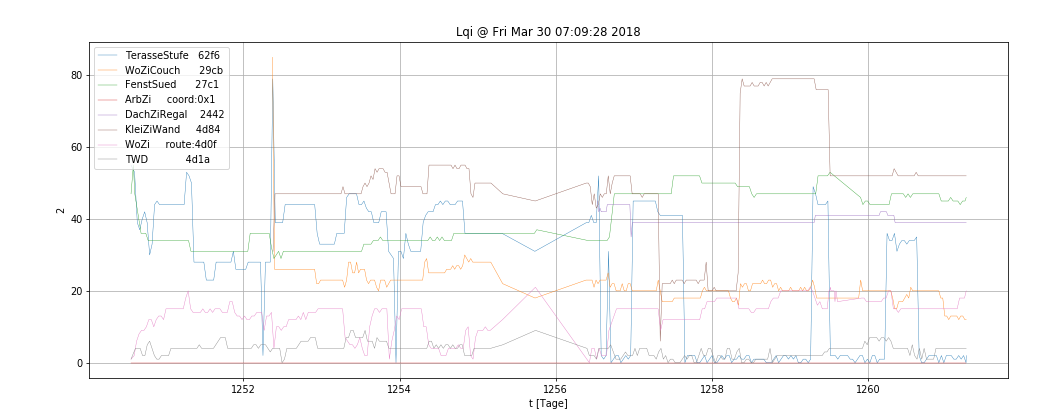 Lqi @ Fri Mar 30 07:09:28 2018
TerasseStufe 62f6
WoZiCouch 29cb
FenstSued 27c1
ArbZi coord:0x1
DachZiRegal 2442
KleiZiWand 4d84
WoZi route:4d0f
TWD 4d1a
80
60
40
20
0
2
1252 1254 1256 1258 1260
t [Tage]